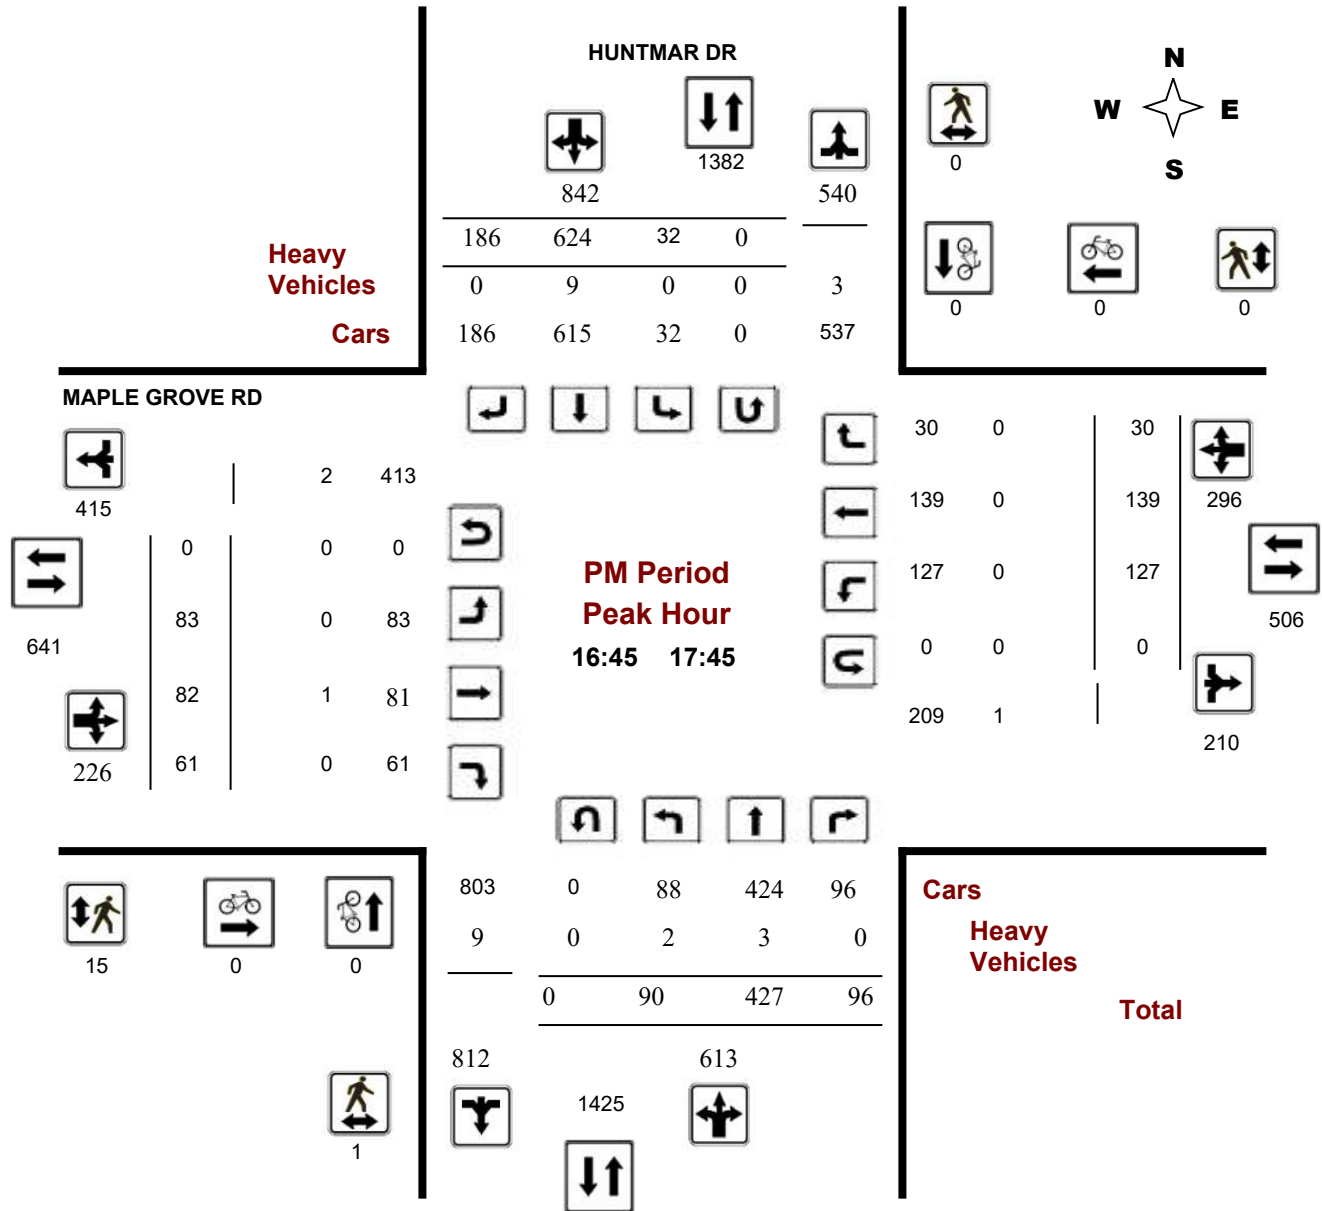 HUNTMAR DR
N
W E
S
1382
0
842
540
186 624 32 0
Heavy
Vehicles
0 9 0 0 3
0 0 0
Cars
186 615 32 0 537
MAPLE GROVE RD
30 0 30
2 413
415
139 0 139 296
0 0 0
PM Period
Peak Hour
16:45 17:45
127 0 127
83 0 83
506
641
0 0 0
82 1 81
209 1
210
226
61 0 61
803 0 88 424 96
Cars
9 0 2 3 0
Heavy
Vehicles
15 0 0
0 90 427 96
Total
812
613
1425
1